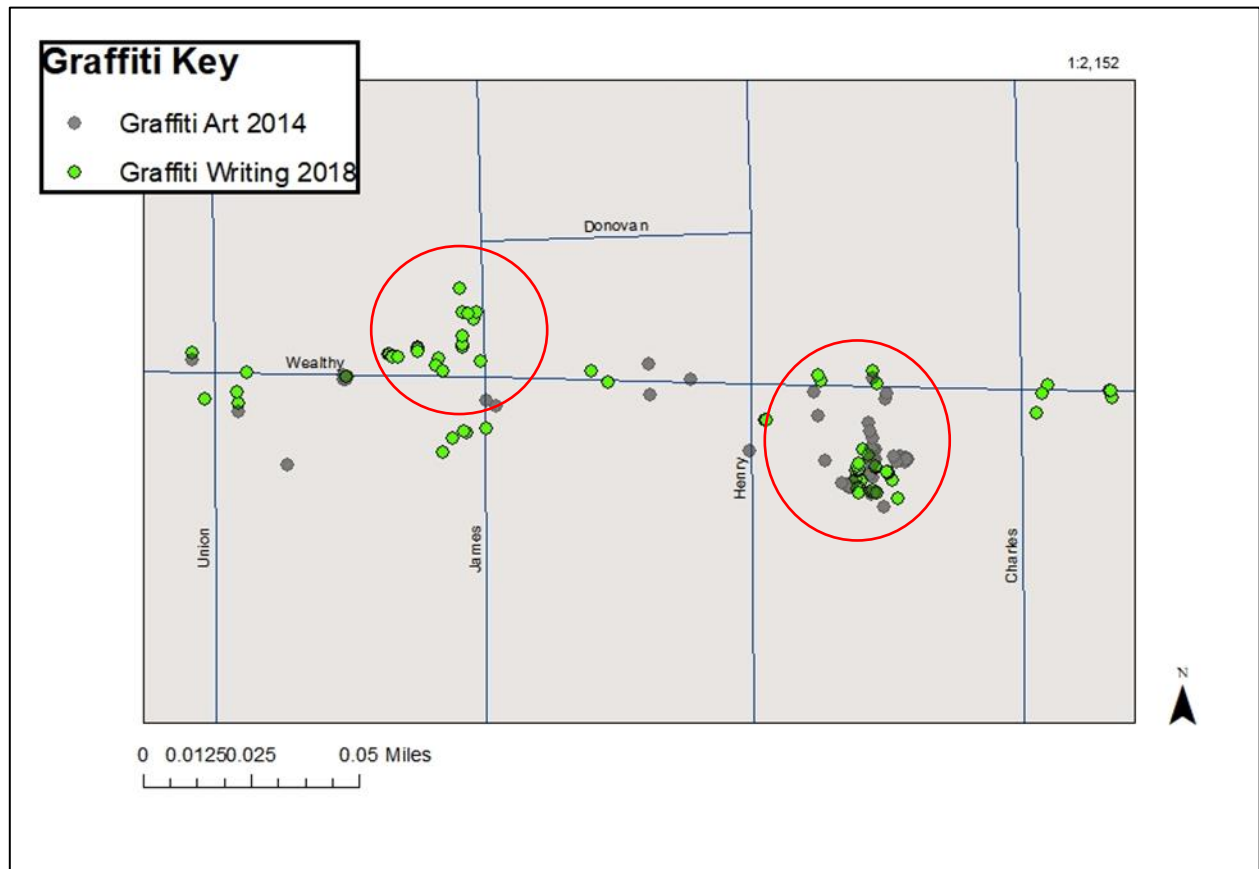 Graffiti Key
1:2,152
Graffiti Art 2014
Graffiti Writing 2018
Donovan
Wealthy
Union
James
Henry
Charles
N
0 0.01250.025 0.05 Miles